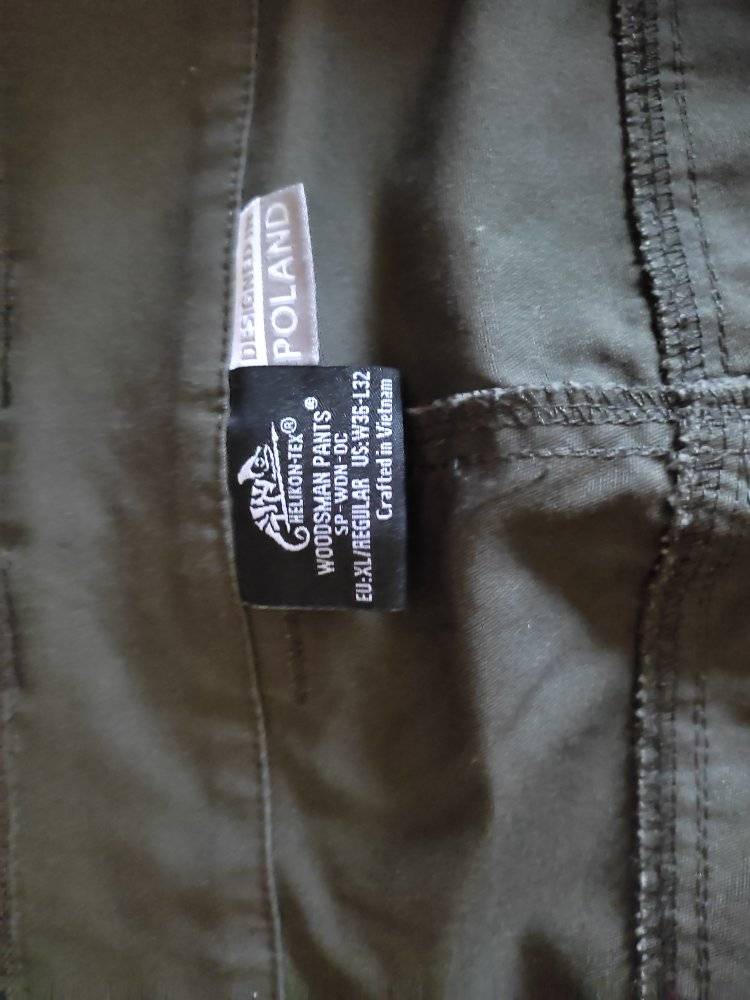 DESIGNED IN
POLAND
HELIKON-TEX®
WOODSMAN PANTS®
SP-WDN-DC
EU:XL/REGULAR US:W36-L32
Crafted in Vietnam